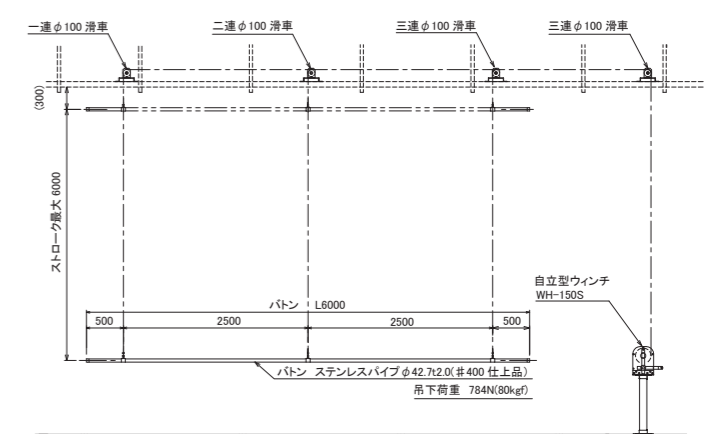 一連φ100 滑車
二連φ100 滑車
三連φ100 滑車
三連φ100 滑車
(300)
ストローク最大 6000
自立型ウィンチ
WH-150S
バトン L6000
500
2500
2500
500
バトン ステンレスパイプφ42.7t2.0(♯400 仕上品)
吊下荷重 784N(80kgf)